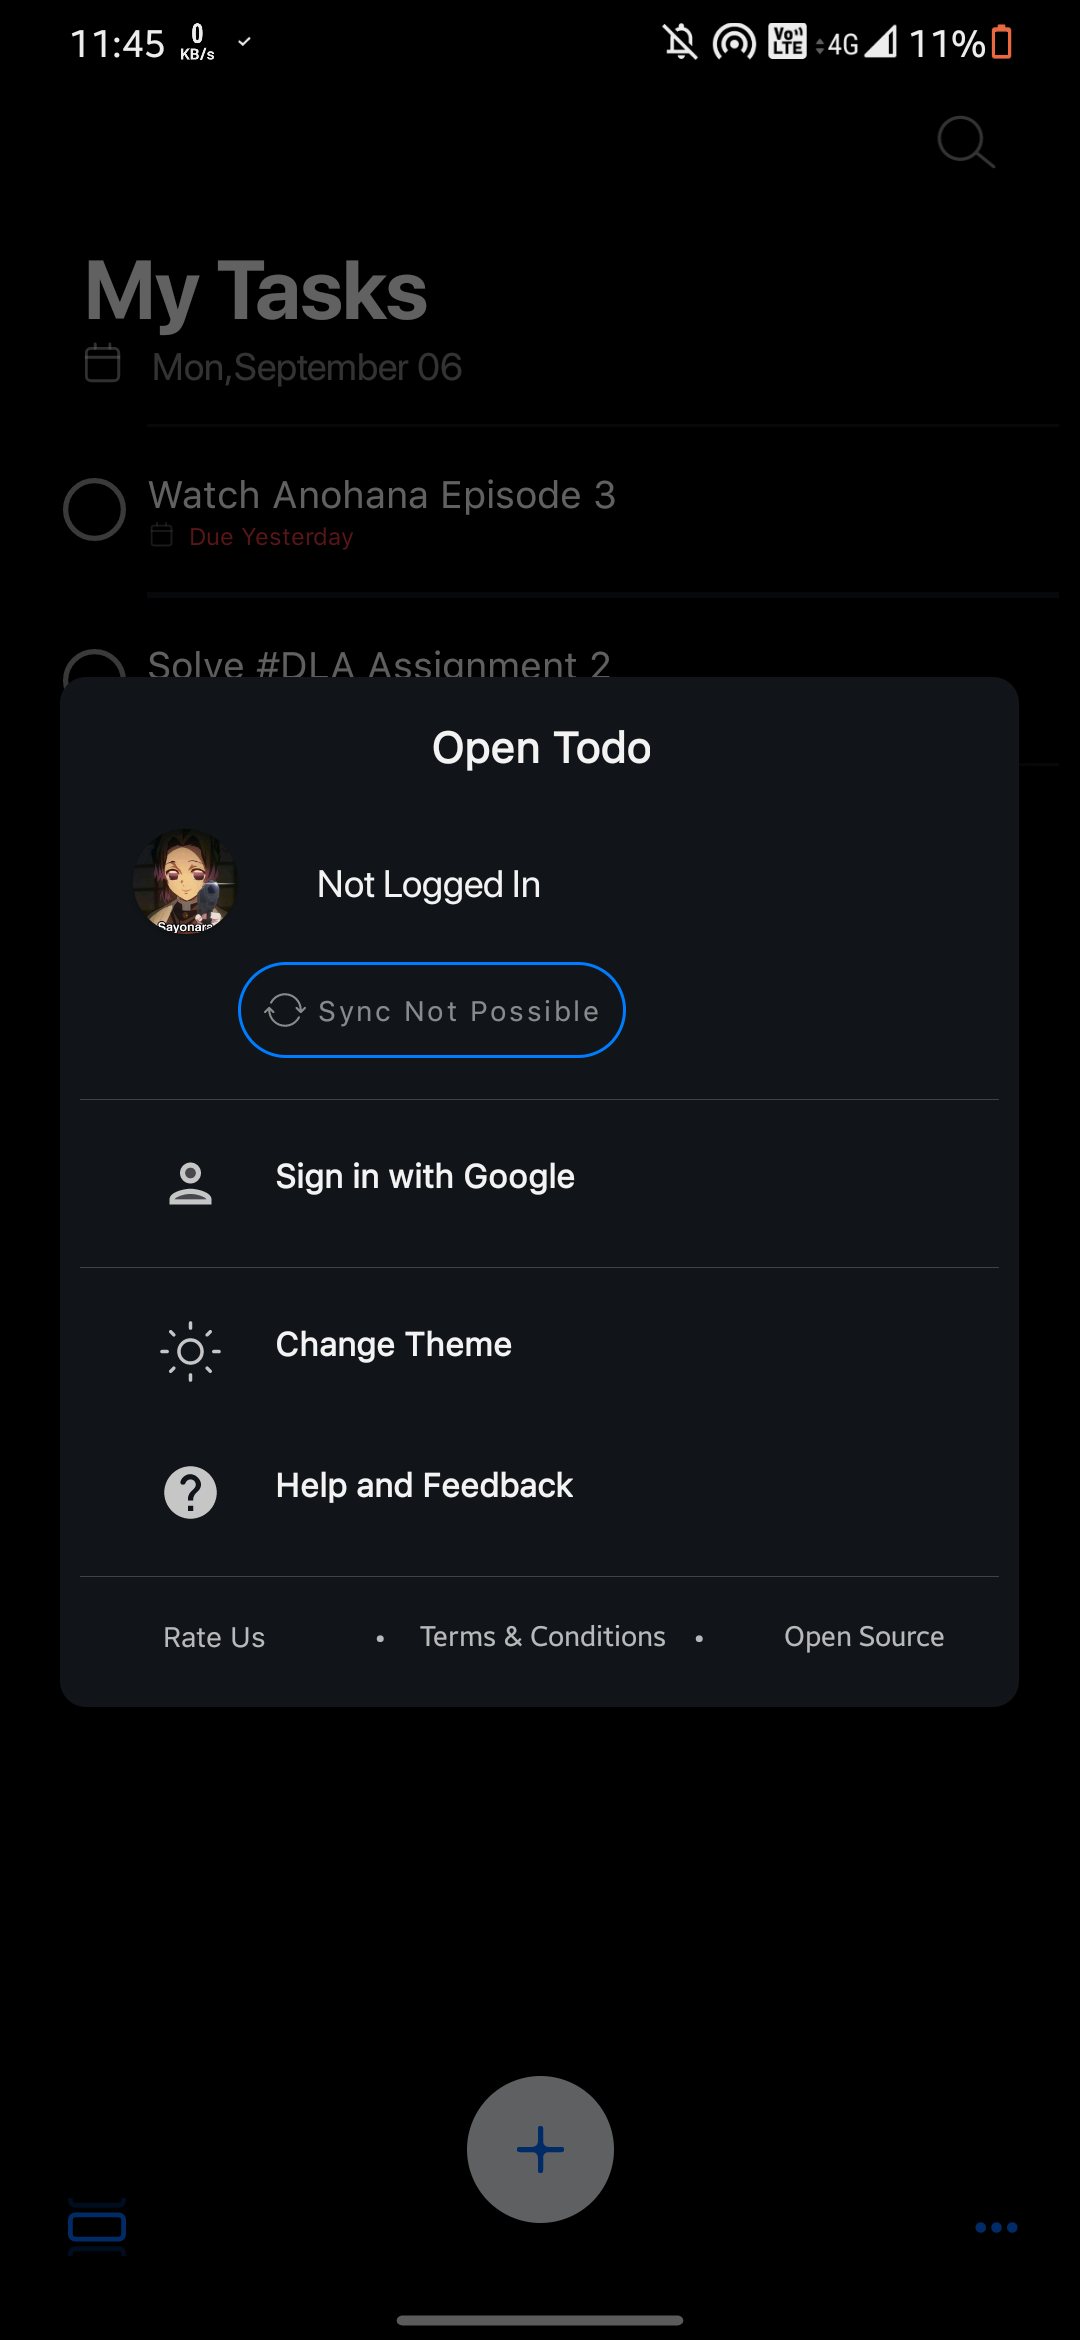 11:45 0 KB/s VoLTE 4G 11%
My Tasks
Mon,September 06
Watch Anohana Episode 3
Due Yesterday
Solve #DLA Assignment 2
Open Todo
Not Logged In
Sayonara
Sync Not Possible
Sign in with Google
Change Theme
Help and Feedback
Rate Us • Terms & Conditions • Open Source